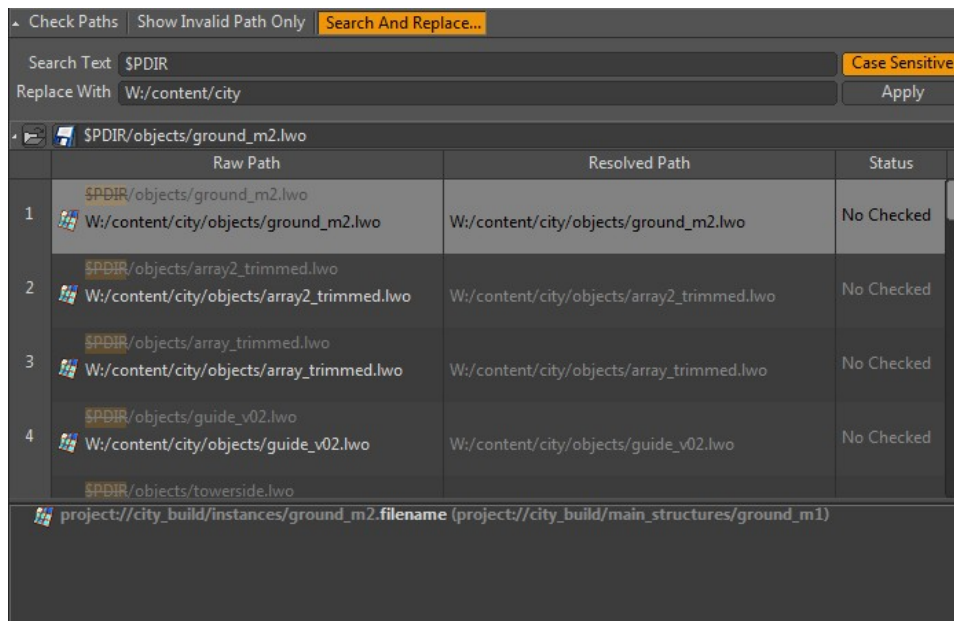 Check Paths Show Invalid Path Only Search And Replace...
Search Text $PDIR Case Sensitive
Replace With W:/content/city Apply
$PDIR/objects/ground_m2.lwo
Raw Path Resolved Path Status
$PDIR/objects/ground_m2.lwo
1 W:/content/city/objects/ground_m2.lwo W:/content/city/objects/ground_m2.lwo No Checked
$PDIR/objects/array2_trimmed.lwo
2 W:/content/city/objects/array2_trimmed.lwo W:/content/city/objects/array2_trimmed.lwo No Checked
$PDIR/objects/array_trimmed.lwo
3 W:/content/city/objects/array_trimmed.lwo W:/content/city/objects/array_trimmed.lwo No Checked
$PDIR/objects/guide_v02.lwo
4 W:/content/city/objects/guide_v02.lwo W:/content/city/objects/guide_v02.lwo No Checked
$PDIR/objects/towerside.lwo
project://city_build/instances/ground_m2.filename (project://city_build/main_structures/ground_m1)